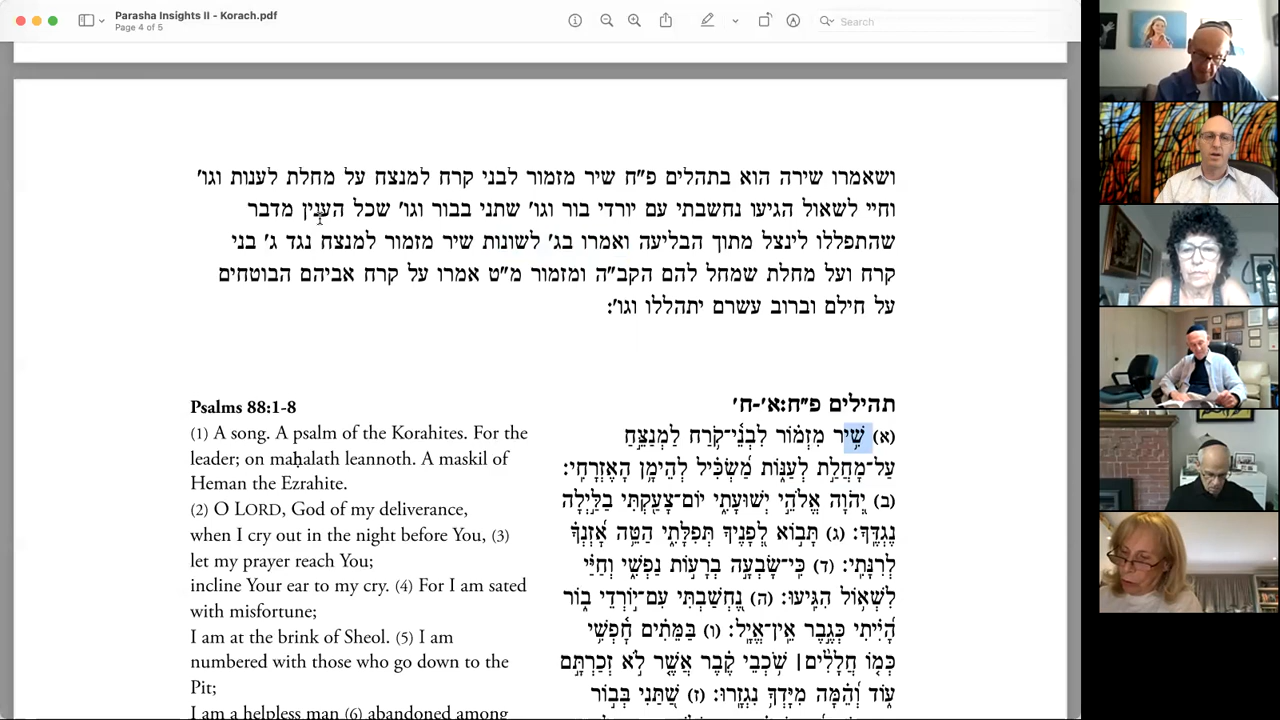 Parasha Insights II - Korach.pdf
Page 4 of 5
Search
ושאמרו שירה הוא בתהלים פ״ח שיר מזמור לבני קרח למנצח על מחלת לענות וגו'
וחיי לשאול הגיעו נחשבתי עם יורדי בור וגו' שתני בבור וגו' שכל הענין מדבר
שהתפללו לינצל מתוך הבליעה ואמרו בג' לשונות שיר מזמור למנצח נגד ג' בני
קרח ועל מחלת שמחל להם הקב״ה ומזמור מ״ט אמרו על קרח אביהם הבוטחים
על חילם וברוב עשרם יתהללו וגו':
תהילים פ״ח:א׳-ח׳
(א) שִׁ֥יר מִזְמ֗וֹר לִבְנֵ֫י־קֹ֥רַח לַמְנַצֵּ֣חַ
עַל־מָחֲלַ֣ת לְעַנּ֑וֹת מַ֝שְׂכִּ֗יל לְהֵימָ֥ן הָאֶזְרָחִֽי׃
(ב) יְ֭הֹוָה אֱלֹהֵ֣י יְשׁוּעָתִ֑י יוֹם־צָעַ֖קְתִּי בַלַּ֣יְלָה
נֶגְדֶּֽךָ׃ (ג) תָּב֣וֹא לְ֭פָנֶיךָ תְּפִלָּתִ֑י הַטֵּ֥ה אׇ֝זְנְךָ֗
לְרִנָּתִֽי׃ (ד) כִּֽי־שָׂבְעָ֣ה בְרָע֣וֹת נַפְשִׁ֑י וְחַיַּ֗י
לִשְׁא֥וֹל הִגִּֽיעוּ׃ (ה) נֶ֭חְשַׁבְתִּי עִם־י֣וֹרְדֵי ב֑וֹר
הָ֝יִ֗יתִי כְּגֶ֣בֶר אֵֽין־אֱיָֽל׃ (ו) בַּמֵּתִ֗ים חׇ֫פְשִׁ֥י
כְּמ֤וֹ חֲלָלִ֨ים ׀ שֹׁ֥כְבֵי קֶ֗בֶר אֲשֶׁ֤ר לֹ֣א זְכַרְתָּ֣ם
ע֑וֹד וְ֝הֵ֗מָּה מִיָּדְךָ֥ נִגְזָֽרוּ׃ (ז) שַׁ֭תַּנִי בְּב֣וֹר
Psalms 88:1-8
(1) A song. A psalm of the Korahites. For the
leader; on maḥalath leannoth. A maskil of
Heman the Ezrahite.
(2) O LORD, God of my deliverance,
when I cry out in the night before You, (3)
let my prayer reach You;
incline Your ear to my cry. (4) For I am sated
with misfortune;
I am at the brink of Sheol. (5) I am
numbered with those who go down to the
Pit;
I am a helpless man (6) abandoned among